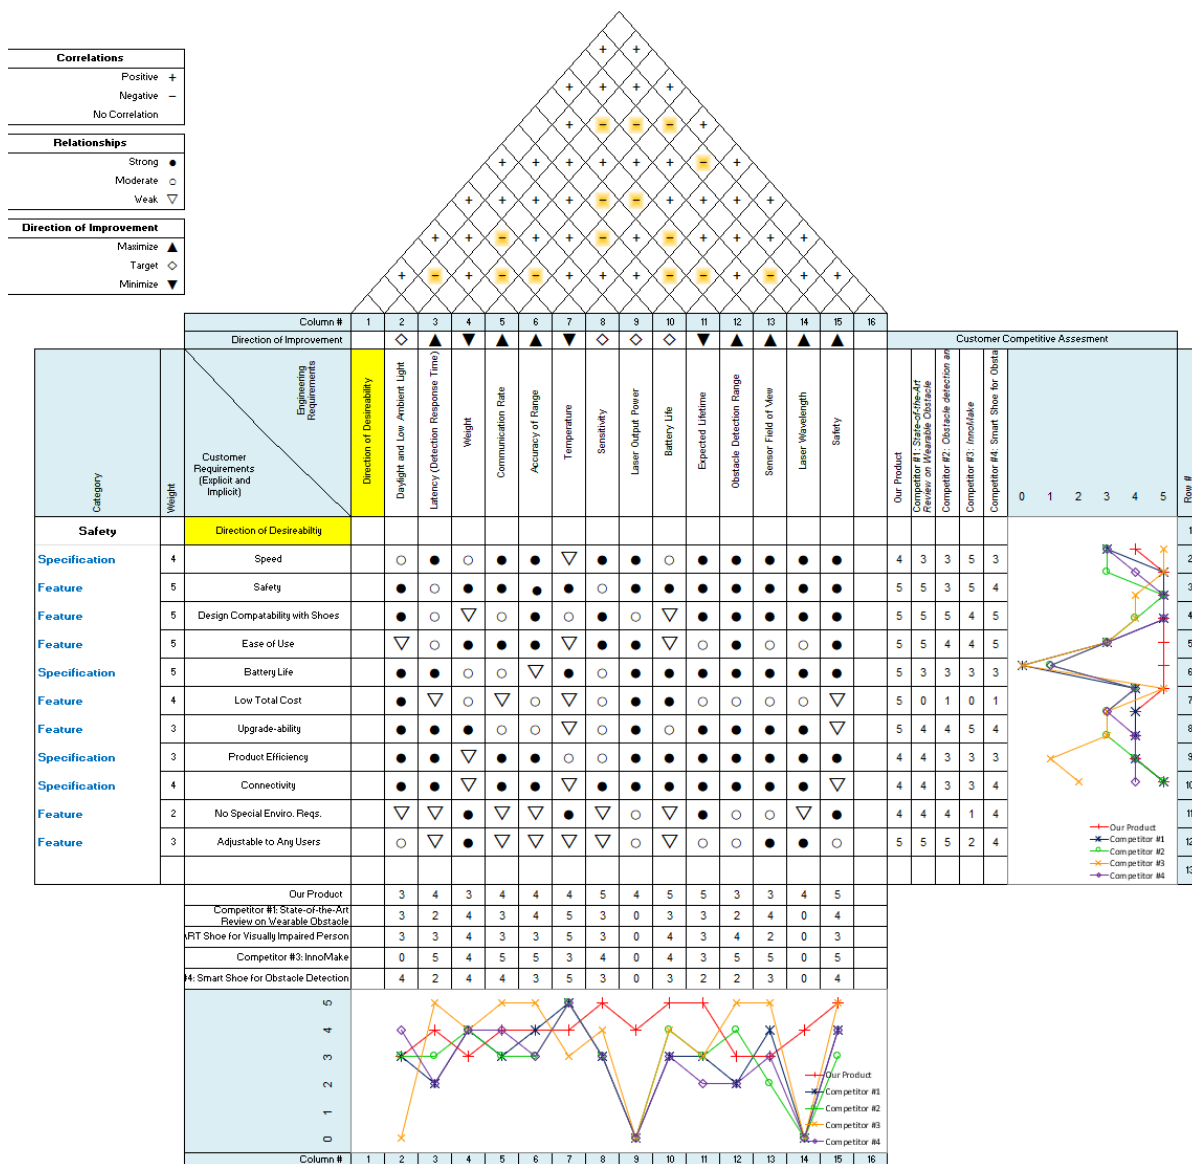 Correlations
Positive +
Negative −
No Correlation
Relationships
Strong ●
Moderate ○
Weak ▽
Direction of Improvement
Maximize ▲
Target ◇
Minimize ▼
Column # 1 2 3 4 5 6 7 8 9 10 11 12 13 14 15 16
Direction of Improvement ◇ ▲ ▼ ▲ ▲ ▼ ◇ ◇ ◇ ▼ ▲ ▲ ▲ ▲
Customer Competitive Assesment
Category
Weight
Engineering
Requirements
Customer
Requirements
(Explicit and
Implicit)
Direction of Desireability
Daylight and Low Ambient Light
Latency (Detection Response Time)
Weight
Communication Rate
Accuracy of Range
Temperature
Sensitivity
Laser Output Power
Battery Life
Expected Lifetime
Obstacle Detection Range
Sensor Field of View
Laser Wavelength
Safety
Our Product
Competitor #1: State-of-the-Art
Review on Wearable Obstacle
Competitor #2: Obstacle detection an
Competitor #3: InnoMake
Competitor #4: Smart Shoe for Obsta
0 1 2 3 4 5
Row #
Safety Direction of Desireabiltiy 1
Specification 4 Speed ○ ● ○ ● ● ▽ ● ● ○ ● ● ● ● ● 4 3 3 5 3 2
Feature 5 Safety ● ○ ● ● ● ● ○ ● ● ● ● ● ● ● 5 5 3 5 4 3
Feature 5 Design Compatability with Shoes ● ○ ▽ ○ ● ○ ● ○ ▽ ● ● ● ● ● 5 5 5 4 5 4
Feature 5 Ease of Use ▽ ○ ● ● ● ▽ ● ● ▽ ○ ● ○ ○ ● 5 5 4 4 5 5
Specification 5 Battery Life ● ● ○ ○ ▽ ● ○ ● ● ● ● ● ● ● 5 3 3 3 3 6
Feature 4 Low Total Cost ● ▽ ○ ▽ ○ ▽ ○ ● ● ○ ○ ○ ○ ▽ 5 0 1 0 1 7
Feature 3 Upgrade-ability ● ● ● ○ ○ ▽ ○ ● ○ ● ● ● ● ▽ 5 4 4 5 4 8
Specification 3 Product Efficiency ● ● ▽ ● ● ○ ○ ● ● ● ● ● ● ● 4 4 3 3 3 9
Specification 4 Connectivity ● ● ▽ ● ● ▽ ● ● ● ● ● ● ● ▽ 4 4 3 3 4 10
Feature 2 No Special Enviro. Reqs. ▽ ▽ ● ▽ ▽ ● ▽ ○ ▽ ● ○ ○ ▽ ● 4 4 4 1 4 11
Feature 3 Adjustable to Any Users ○ ▽ ● ▽ ▽ ▽ ▽ ○ ▽ ○ ○ ● ● ○ 5 5 5 2 4 12
13
Our Product
Competitor #1
Competitor #2
Competitor #3
Competitor #4
Our Product 3 4 3 4 4 4 5 4 5 5 3 3 4 5
Competitor #1: State-of-the-Art
Review on Wearable Obstacle 3 2 4 3 4 5 3 0 3 3 2 4 0 4
ART Shoe for Visually Impaired Person 3 3 4 3 3 5 3 0 4 3 4 2 0 3
Competitor #3: InnoMake 0 5 4 5 5 3 4 0 4 3 5 5 0 5
#4: Smart Shoe for Obstacle Detection 4 2 4 4 3 5 3 0 3 2 2 3 0 4
5
4
3
2
1
0
Our Product
Competitor #1
Competitor #2
Competitor #3
Competitor #4
Column # 1 2 3 4 5 6 7 8 9 10 11 12 13 14 15 16